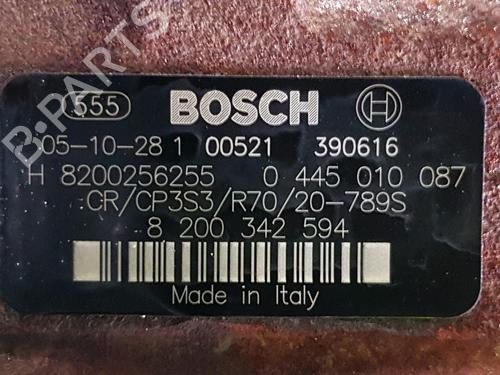 555 BOSCH
05-10-28 1 00521 390616
H 8200256255 0 445 010 087
CR/CP3S3/R70/20-789S
8 200 342 594
Made in Italy
B-PARTS